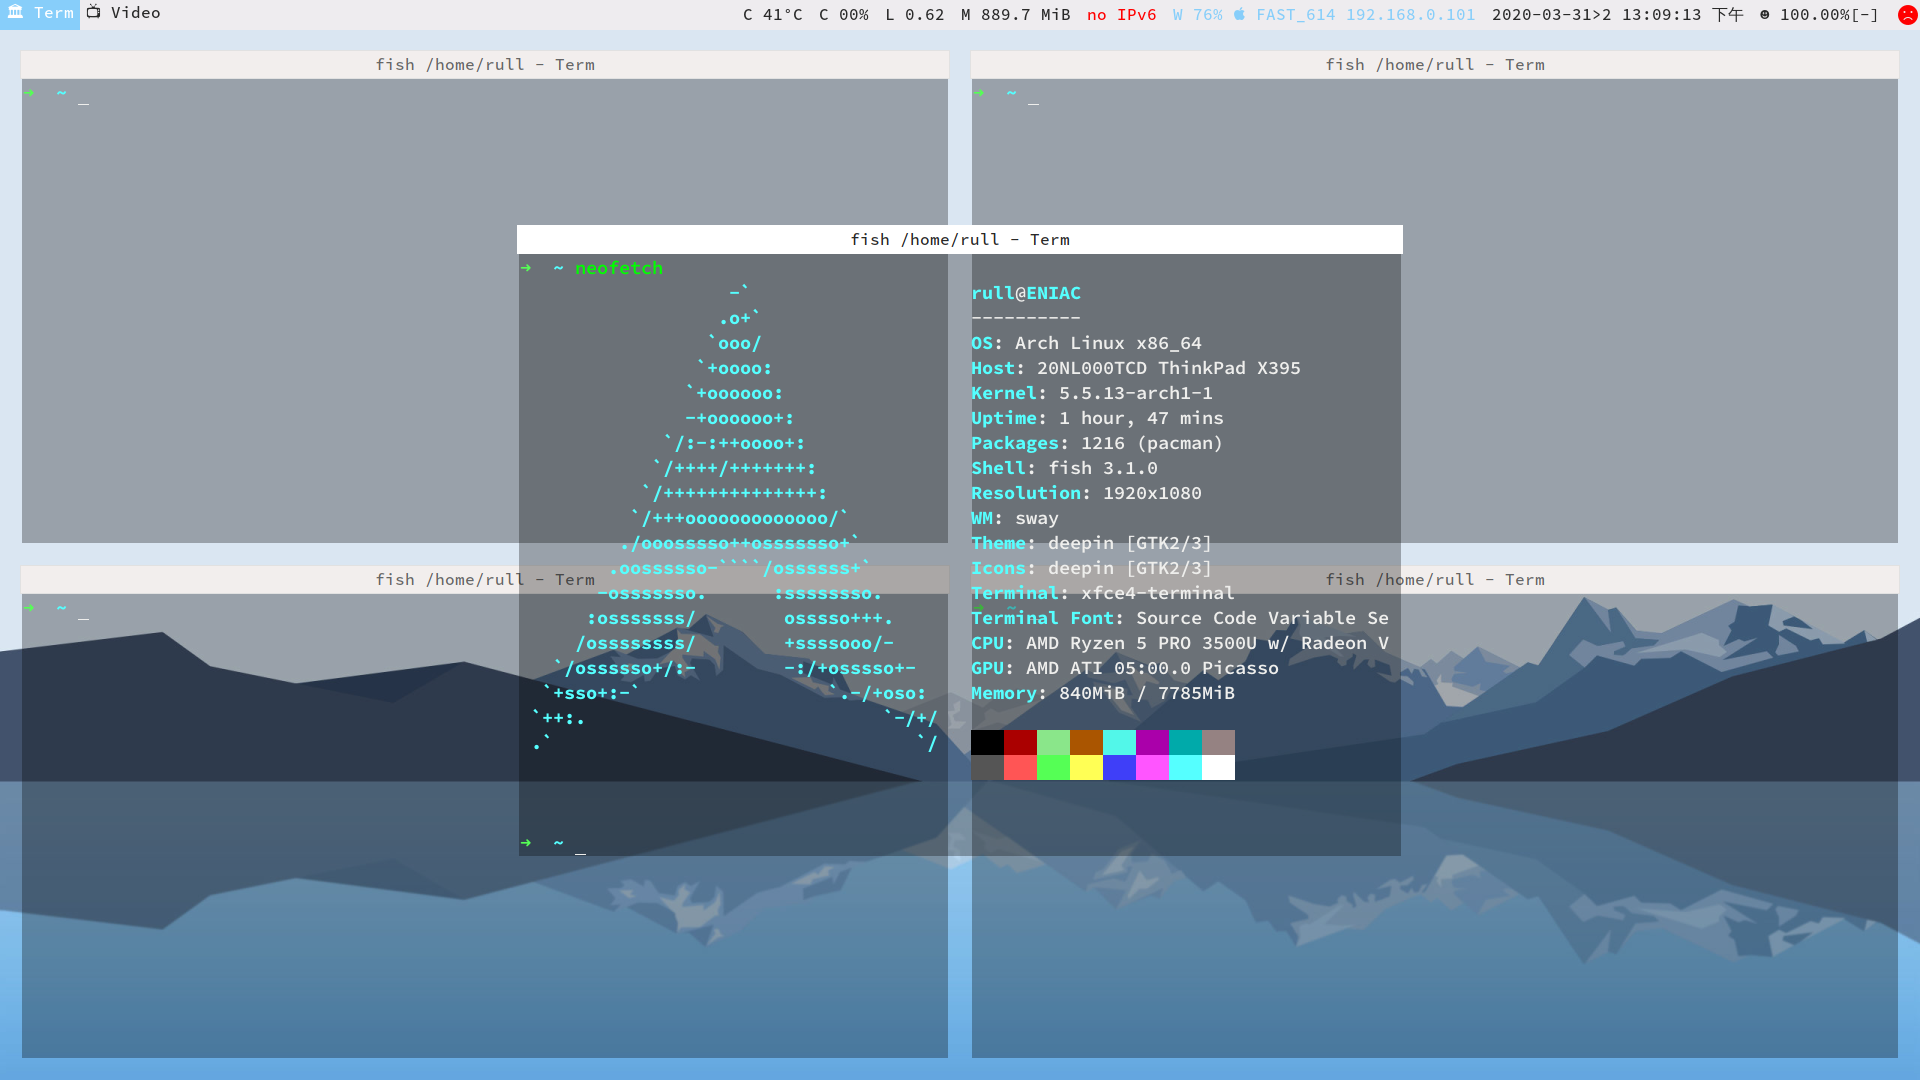 Term Video C 41°C C 00% L 0.62 M 889.7 MiB no IPv6 W 76% FAST_614 192.168.0.101 2020-03-31>2 13:09:13 下午 ☻ 100.00%[-]
fish /home/rull - Term
➜ ~ _
fish /home/rull - Term
➜ ~ _
fish /home/rull - Term
➜ ~ neofetch
-`
.o+`
`ooo/
`+oooo:
`+oooooo:
-+oooooo+:
`/:-:++oooo+:
`/++++/+++++++:
`/++++++++++++++:
`/+++ooooooooooooo/`
./ooosssso++osssssso+`
.oossssso-````/ossssss+`
-osssssso. :ssssssso.
:osssssss/ osssso+++.
/ossssssss/ +ssssooo/-
`/ossssso+/:- -:/+osssso+-
`+sso+:-` `.-/+oso:
`++:. `-/+/
.` `/
rull@ENIAC
----------
OS: Arch Linux x86_64
Host: 20NL000TCD ThinkPad X395
Kernel: 5.5.13-arch1-1
Uptime: 1 hour, 47 mins
Packages: 1216 (pacman)
Shell: fish 3.1.0
Resolution: 1920x1080
WM: sway
Theme: deepin [GTK2/3]
Icons: deepin [GTK2/3]
Terminal: xfce4-terminal
Terminal Font: Source Code Variable Se
CPU: AMD Ryzen 5 PRO 3500U w/ Radeon V
GPU: AMD ATI 05:00.0 Picasso
Memory: 840MiB / 7785MiB
➜ ~ _
fish /home/rull - Term
➜ ~ _
fish /home/rull - Term
➜ ~